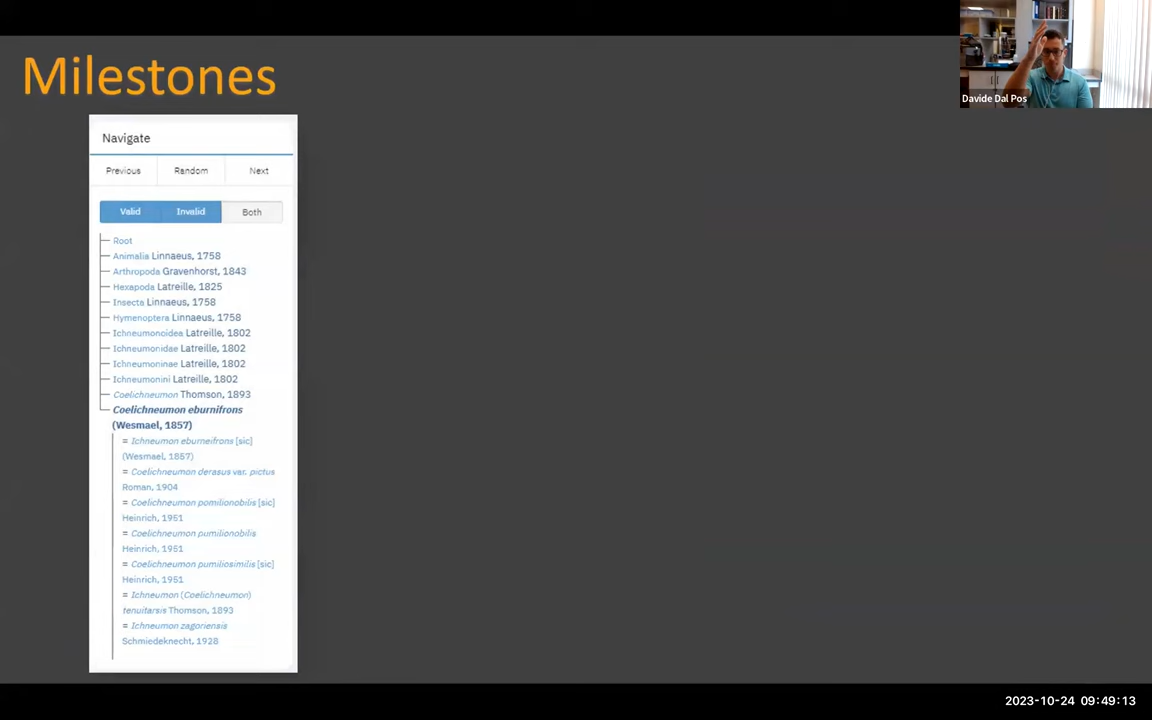 Milestones
Davide Dal Pos
Navigate
Previous Random Next
Valid Invalid Both
Root
Animalia Linnaeus, 1758
Arthropoda Gravenhorst, 1843
Hexapoda Latreille, 1825
Insecta Linnaeus, 1758
Hymenoptera Linnaeus, 1758
Ichneumonoidea Latreille, 1802
Ichneumonidae Latreille, 1802
Ichneumoninae Latreille, 1802
Ichneumonini Latreille, 1802
Coelichneumon Thomson, 1893
Coelichneumon eburnifrons
(Wesmael, 1857)
= Ichneumon eburneifrons [sic]
(Wesmael, 1857)
= Coelichneumon derasus var. pictus
Roman, 1904
= Coelichneumon pomilionobilis [sic]
Heinrich, 1951
= Coelichneumon pumilionobilis
Heinrich, 1951
= Coelichneumon pumiliosimilis [sic]
Heinrich, 1951
= Ichneumon (Coelichneumon)
tenuitarsis Thomson, 1893
= Ichneumon zagoriensis
Schmiedeknecht, 1928
2023-10-24 09:49:13